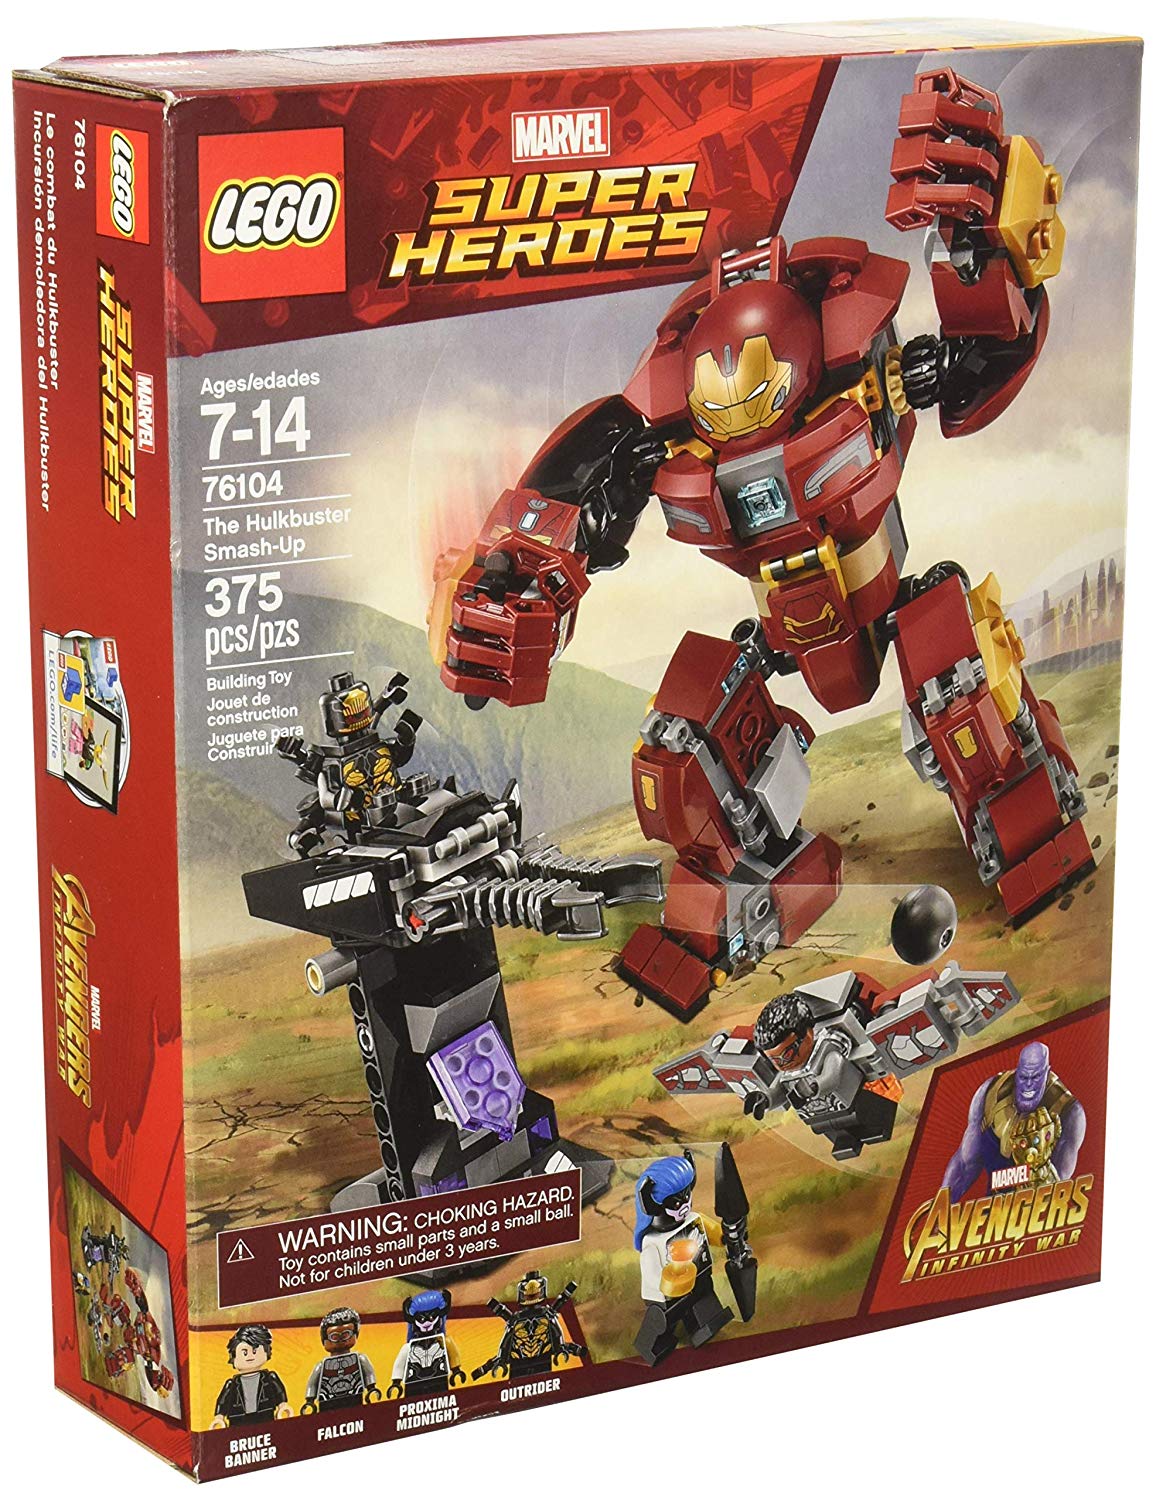 MARVEL
SUPER
HEROES
LEGO
Ages/edades
7-14
76104
The Hulkbuster
Smash-Up
375
pcs/pzs
Building Toy
Jouet de
construction
Juguete para
Construir
WARNING: CHOKING HAZARD.
Toy contains small parts and a small ball.
Not for children under 3 years.
BRUCE
BANNER
FALCON
PROXIMA
MIDNIGHT
OUTRIDER
MARVEL
AVENGERS
INFINITY WAR
76104
Le combat du Hulkbuster
Incursión demoledora del Hulkbuster
LEGO
MARVEL
SUPER
HEROES
LEGO.com/life
MARVEL
AVENGERS
INFINITY WAR